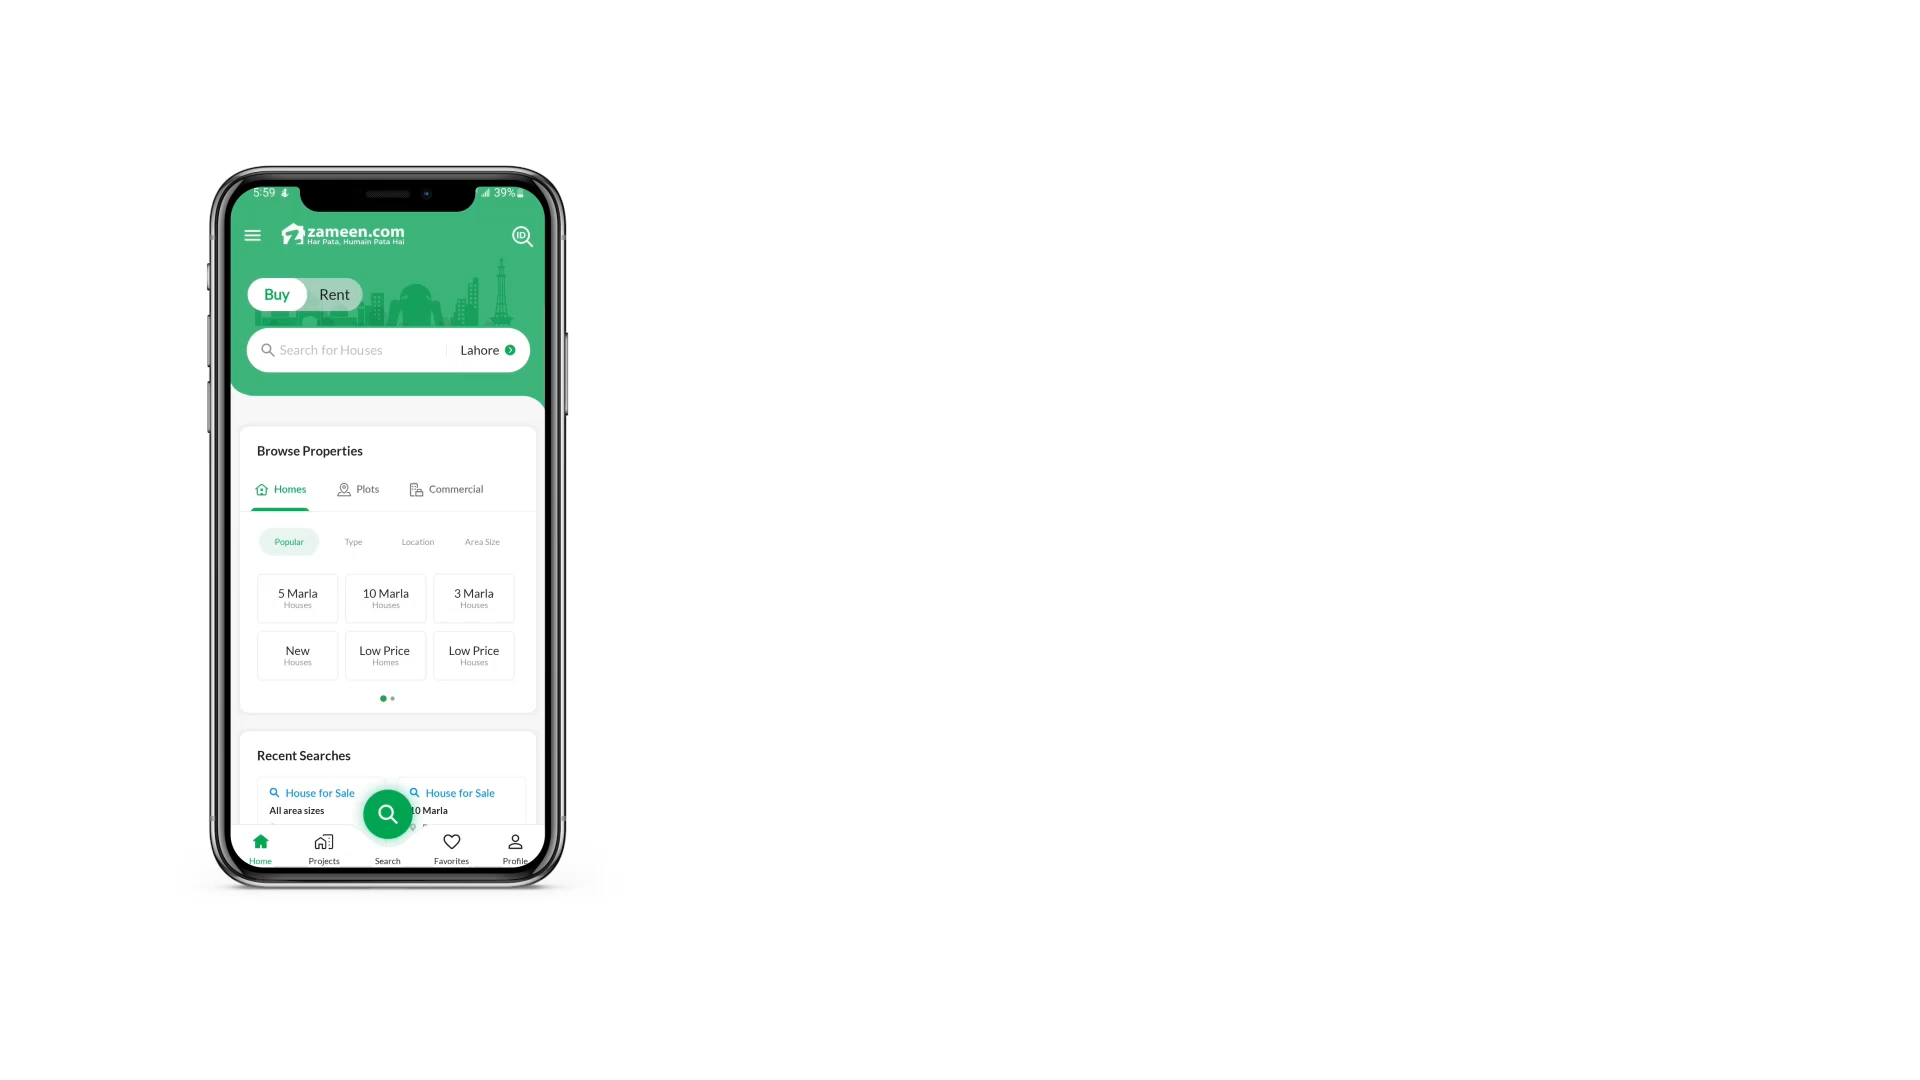 5:59 39%
zameen.com
Har Pata, Humain Pata Hai
ID
Buy Rent
Search for Houses Lahore
Browse Properties
Homes Plots Commercial
Popular Type Location Area Size
5 Marla 10 Marla 3 Marla
Houses Houses Houses
New Low Price Low Price
Houses Homes Houses
Recent Searches
House for Sale House for Sale
All area sizes 10 Marla
Home Projects Search Favorites Profile